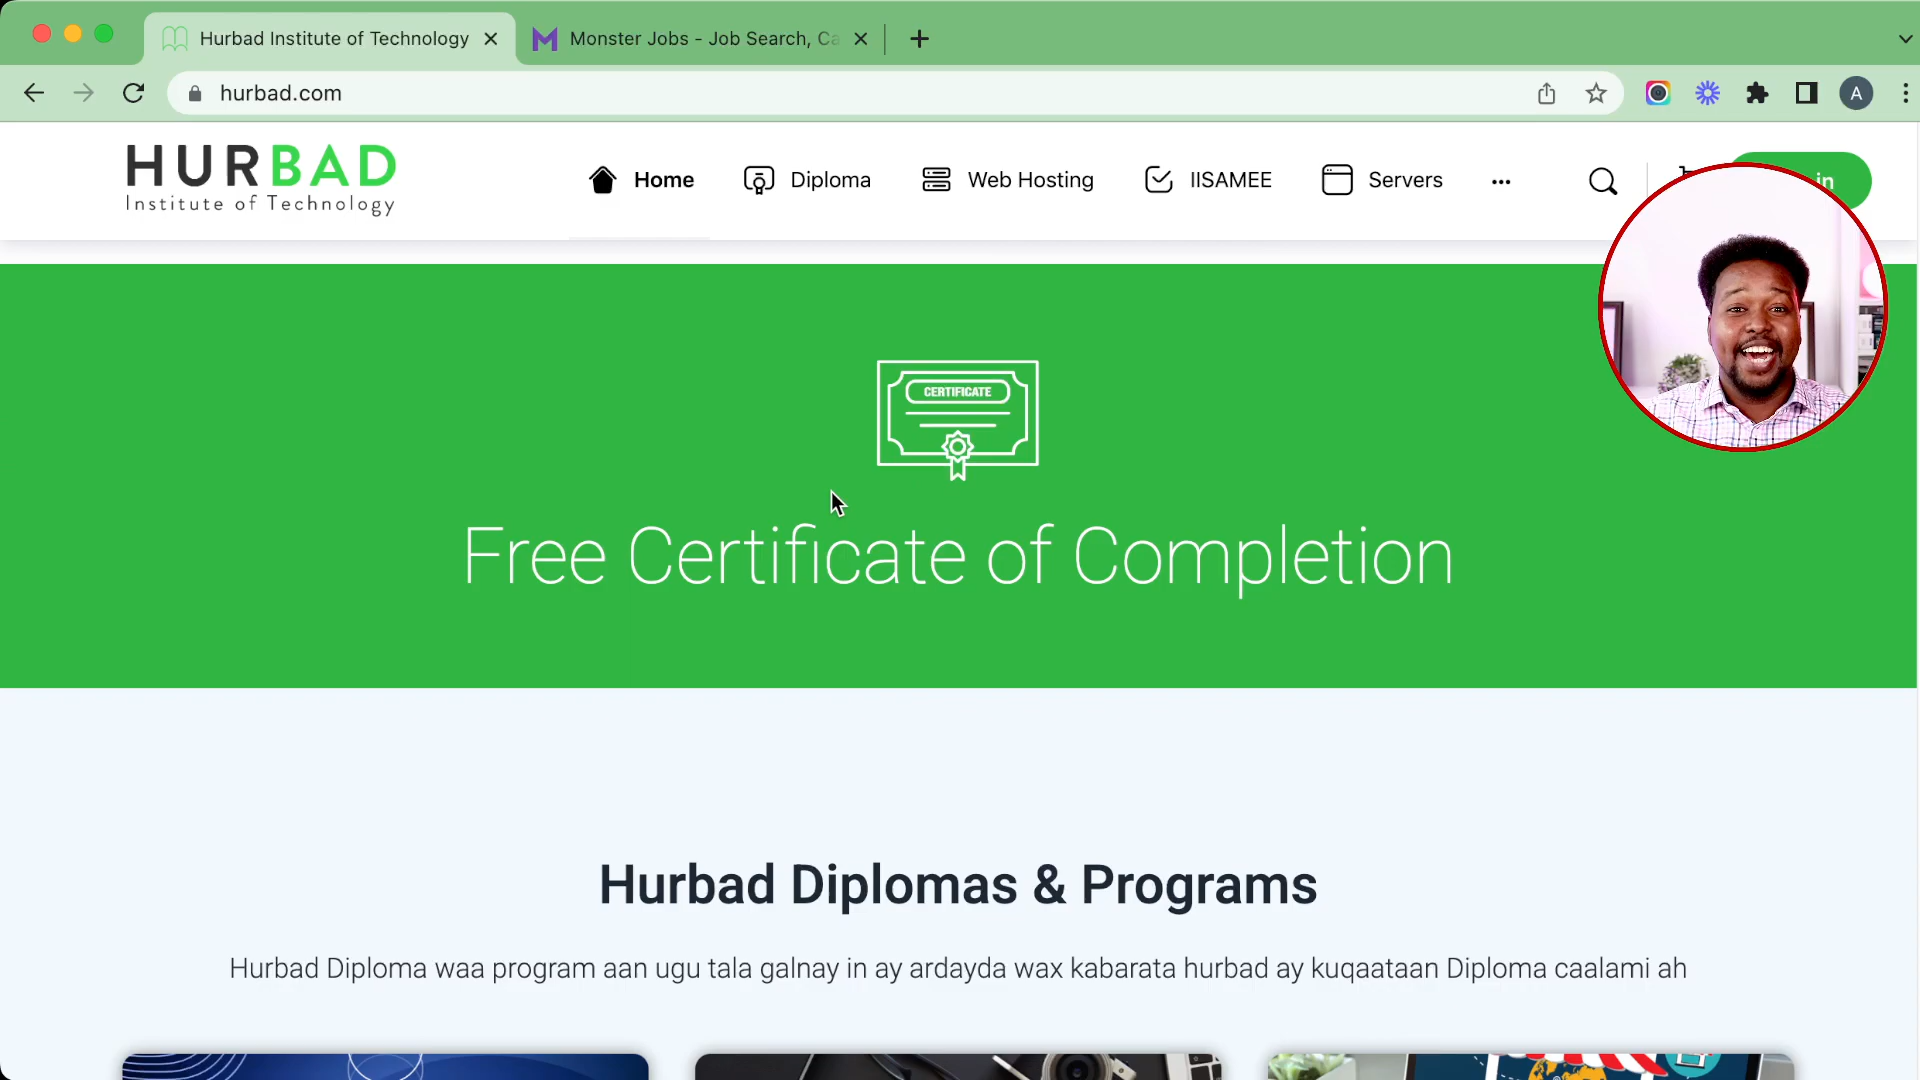 Hurbad Institute of Technology
Monster Jobs - Job Search, Ca
hurbad.com
A
HURBAD
Institute of Technology
Home
Diploma
Web Hosting
IISAMEE
Servers
in
CERTIFICATE
Free Certificate of Completion
Hurbad Diplomas & Programs
Hurbad Diploma waa program aan ugu tala galnay in ay ardayda wax kabarata hurbad ay kuqaataan Diploma caalami ah